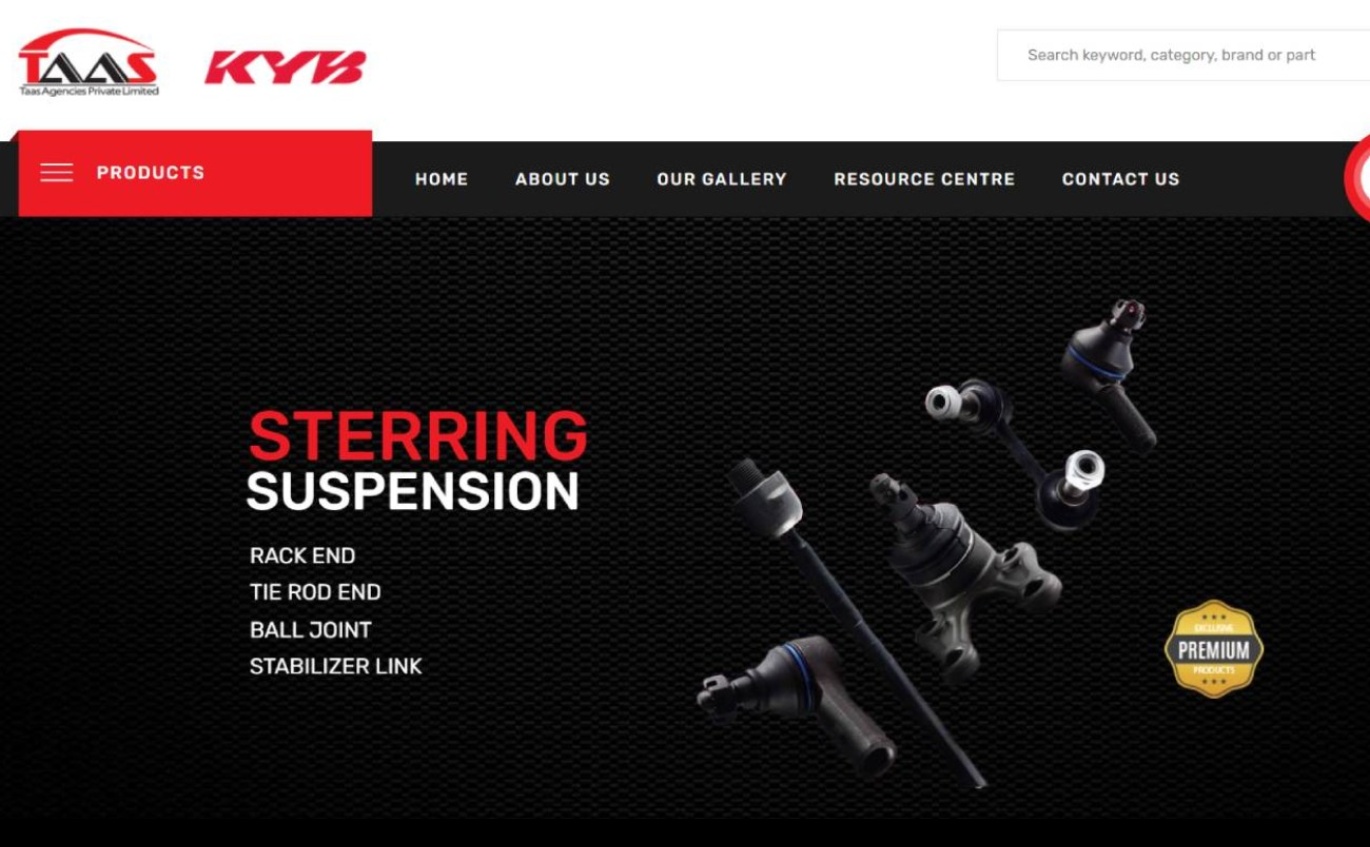 TAAS
Taas Agencies Private Limited
KYB
Search keyword, category, brand or part
PRODUCTS
HOME
ABOUT US
OUR GALLERY
RESOURCE CENTRE
CONTACT US
STERRING
SUSPENSION
RACK END
TIE ROD END
BALL JOINT
STABILIZER LINK
PREMIUM
PRODUCTS